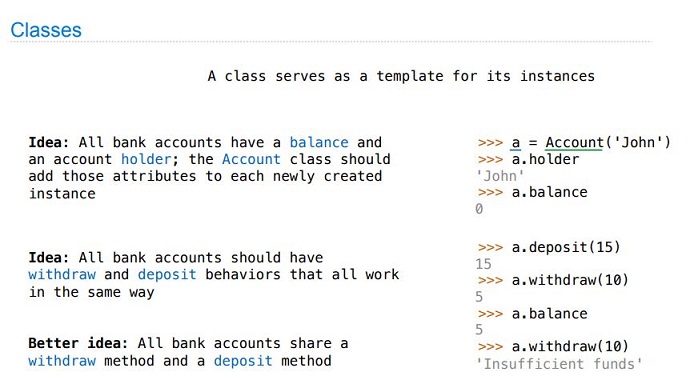 Classes
A class serves as a template for its instances
Idea: All bank accounts have a balance and
an account holder; the Account class should
add those attributes to each newly created
instance
>>> a = Account('John')
>>> a.holder
'John'
>>> a.balance
0
Idea: All bank accounts should have
withdraw and deposit behaviors that all work
in the same way
>>> a.deposit(15)
15
>>> a.withdraw(10)
5
>>> a.balance
5
>>> a.withdraw(10)
'Insufficient funds'
Better idea: All bank accounts share a
withdraw method and a deposit method